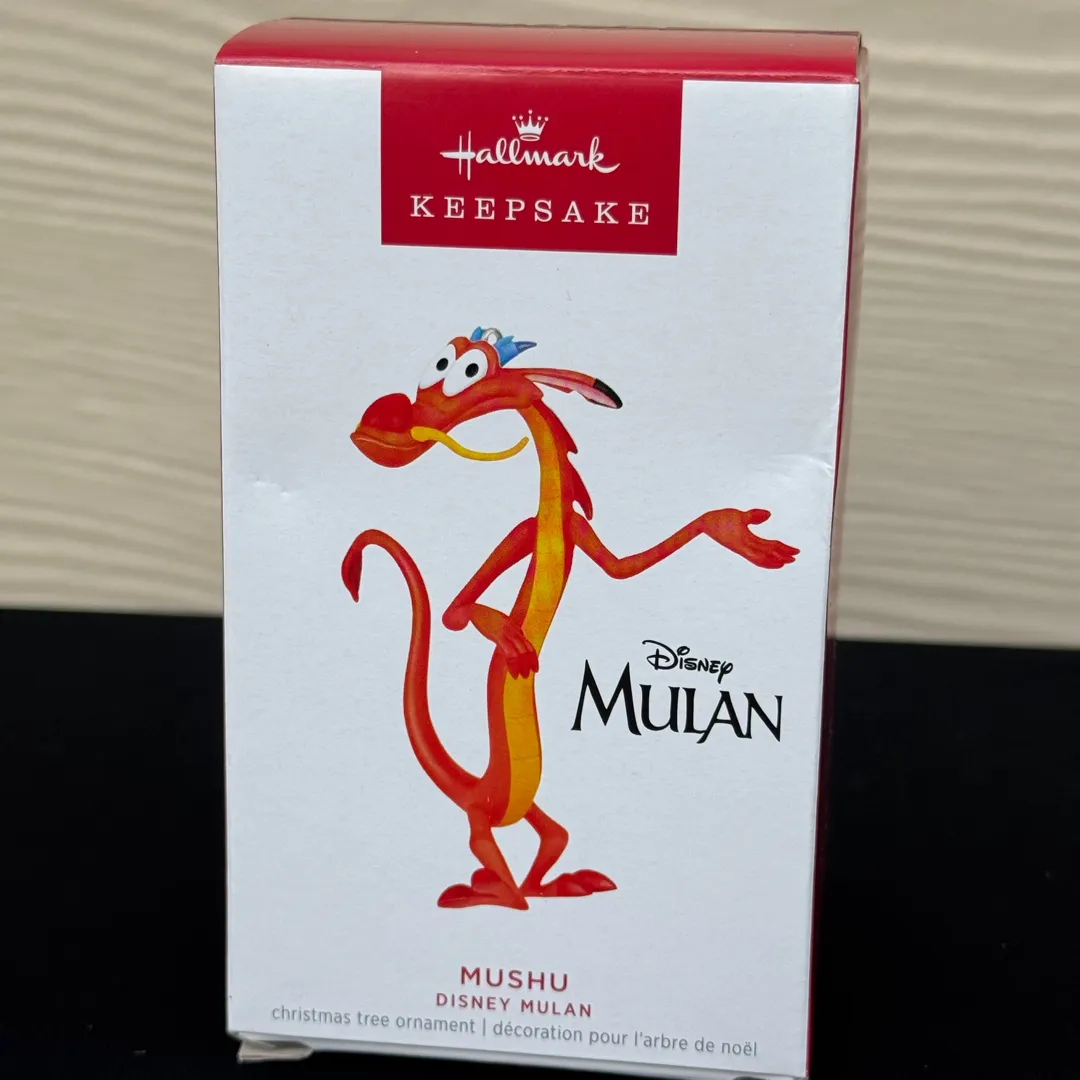 Hallmark
KEEPSAKE
Disney
MULAN
MUSHU
DISNEY MULAN
christmas tree ornament | décoration pour l'arbre de noël